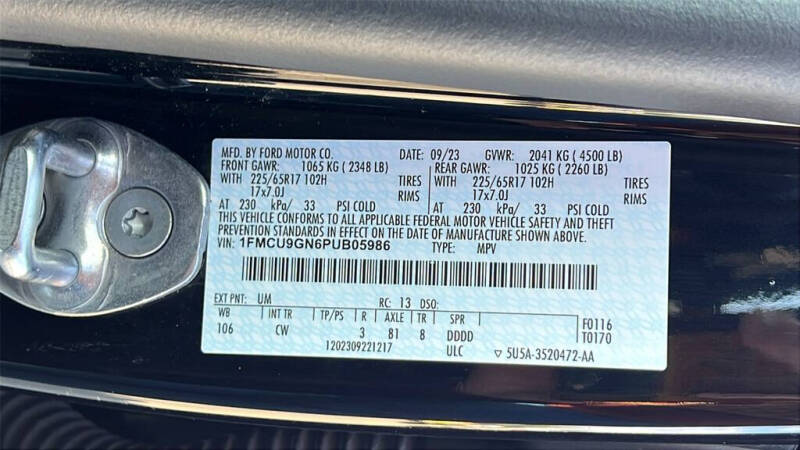 MFD. BY FORD MOTOR CO. DATE: 09/23 GVWR: 2041 KG ( 4500 LB)
FRONT GAWR: 1065 KG ( 2348 LB) REAR GAWR: 1025 KG ( 2260 LB)
WITH 225/65R17 102H TIRES WITH 225/65R17 102H TIRES
17x7.0J RIMS 17x7.0J RIMS
AT 230 kPa/ 33 PSI COLD AT 230 kPa/ 33 PSI COLD
THIS VEHICLE CONFORMS TO ALL APPLICABLE FEDERAL MOTOR VEHICLE SAFETY AND THEFT
PREVENTION STANDARDS IN EFFECT ON THE DATE OF MANUFACTURE SHOWN ABOVE.
VIN: 1FMCU9GN6PUB05986 TYPE: MPV
EXT PNT: UM RC: 13 DSO:
WB INT TR TP/PS R AXLE TR SPR F0116
106 CW 3 81 8 DDDD T0170
1202309221217 ULC ▽ 5U5A-3520472-AA